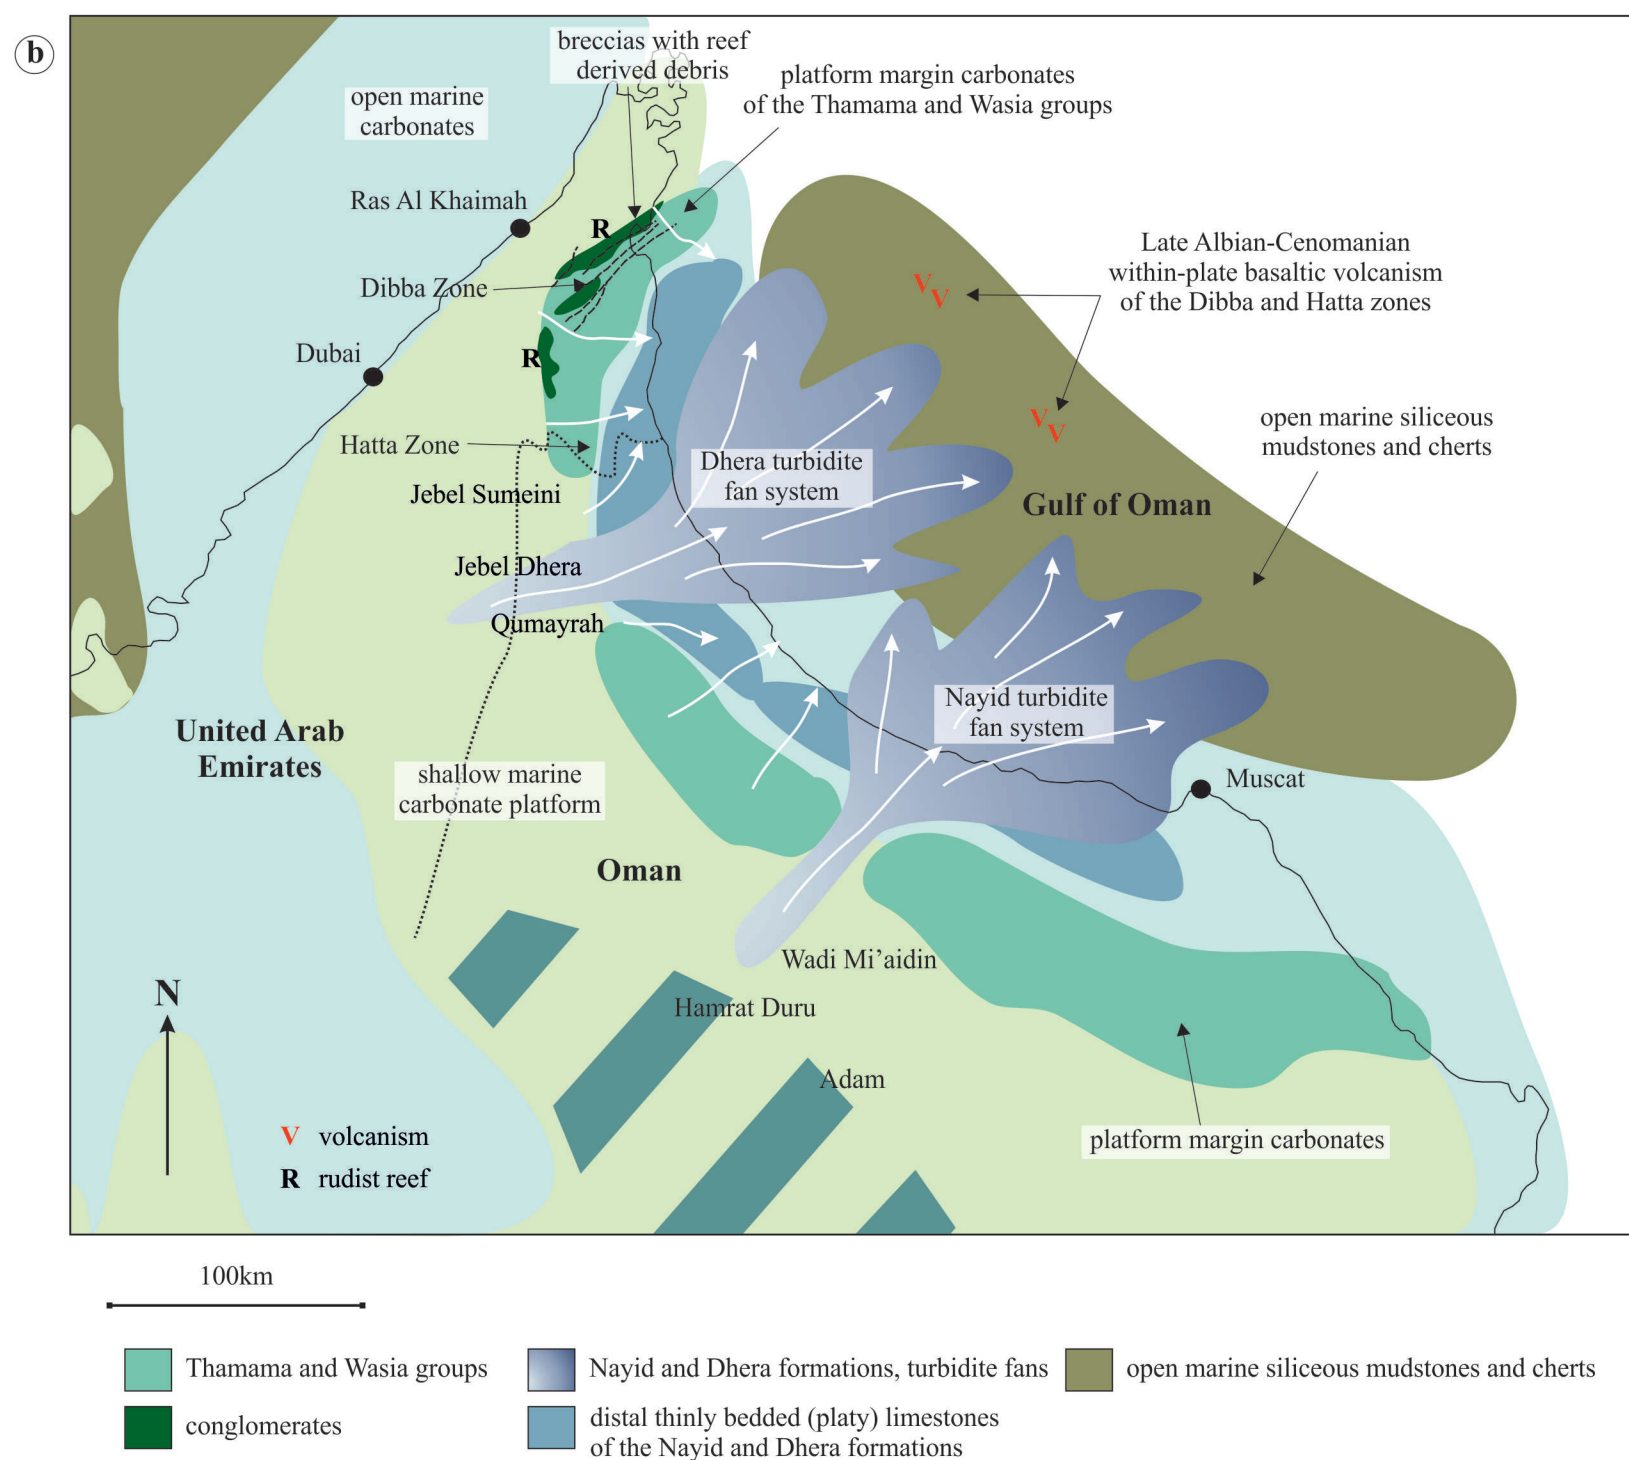 b
breccias with reef
derived debris
platform margin carbonates
of the Thamama and Wasia groups
open marine
carbonates
Ras Al Khaimah
R
Late Albian-Cenomanian
within-plate basaltic volcanism
of the Dibba and Hatta zones
V
V
Dibba Zone
Dubai
R
V
V
open marine siliceous
mudstones and cherts
Hatta Zone
Dhera turbidite
fan system
Jebel Sumeini
Gulf of Oman
Jebel Dhera
Qumayrah
Nayid turbidite
fan system
United Arab
Emirates
shallow marine
carbonate platform
Muscat
Oman
Wadi Mi’aidin
N
Hamrat Duru
Adam
V volcanism
R rudist reef
platform margin carbonates
100km
Thamama and Wasia groups
Nayid and Dhera formations, turbidite fans
open marine siliceous mudstones and cherts
conglomerates
distal thinly bedded (platy) limestones
of the Nayid and Dhera formations